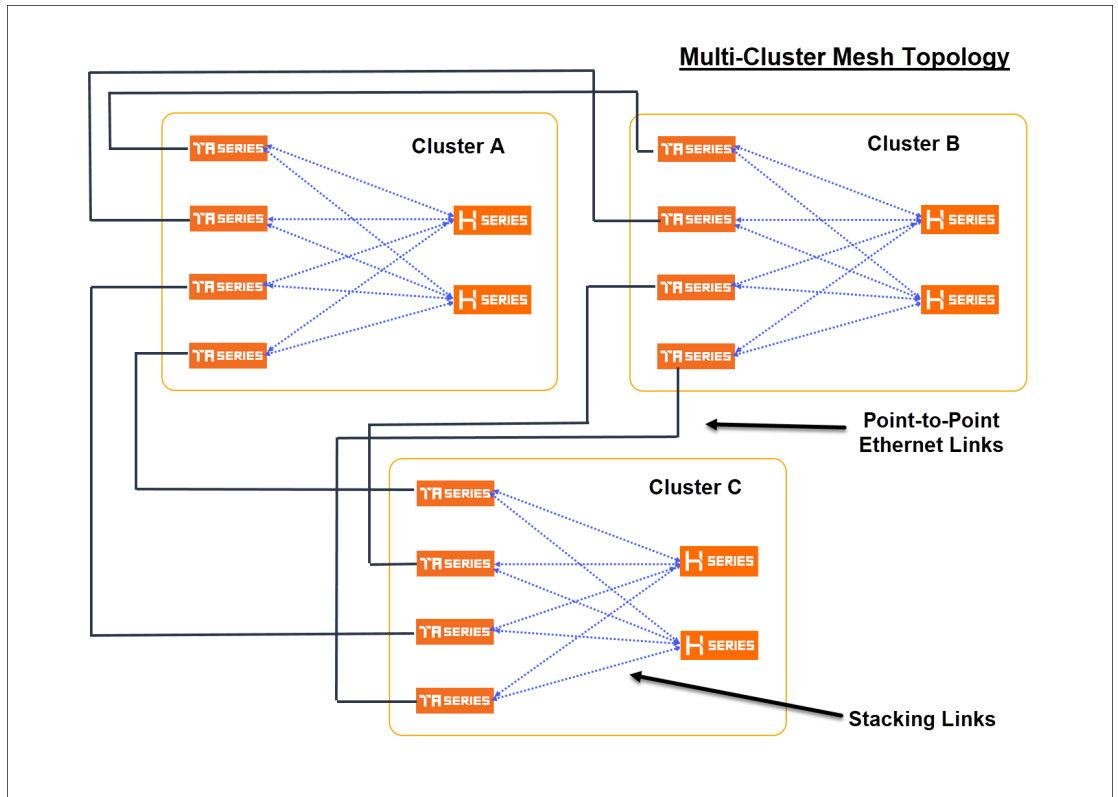 Multi-Cluster Mesh Topology
Cluster A
TA SERIES
TA SERIES
TA SERIES
TA SERIES
H SERIES
H SERIES
Cluster B
TA SERIES
TA SERIES
TA SERIES
TA SERIES
H SERIES
H SERIES
Point-to-Point
Ethernet Links
Cluster C
TA SERIES
TA SERIES
TA SERIES
TA SERIES
H SERIES
H SERIES
Stacking Links